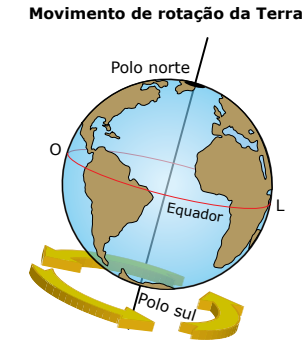 Movimento de rotação da Terra
Polo norte
O
Equador
L
Polo sul